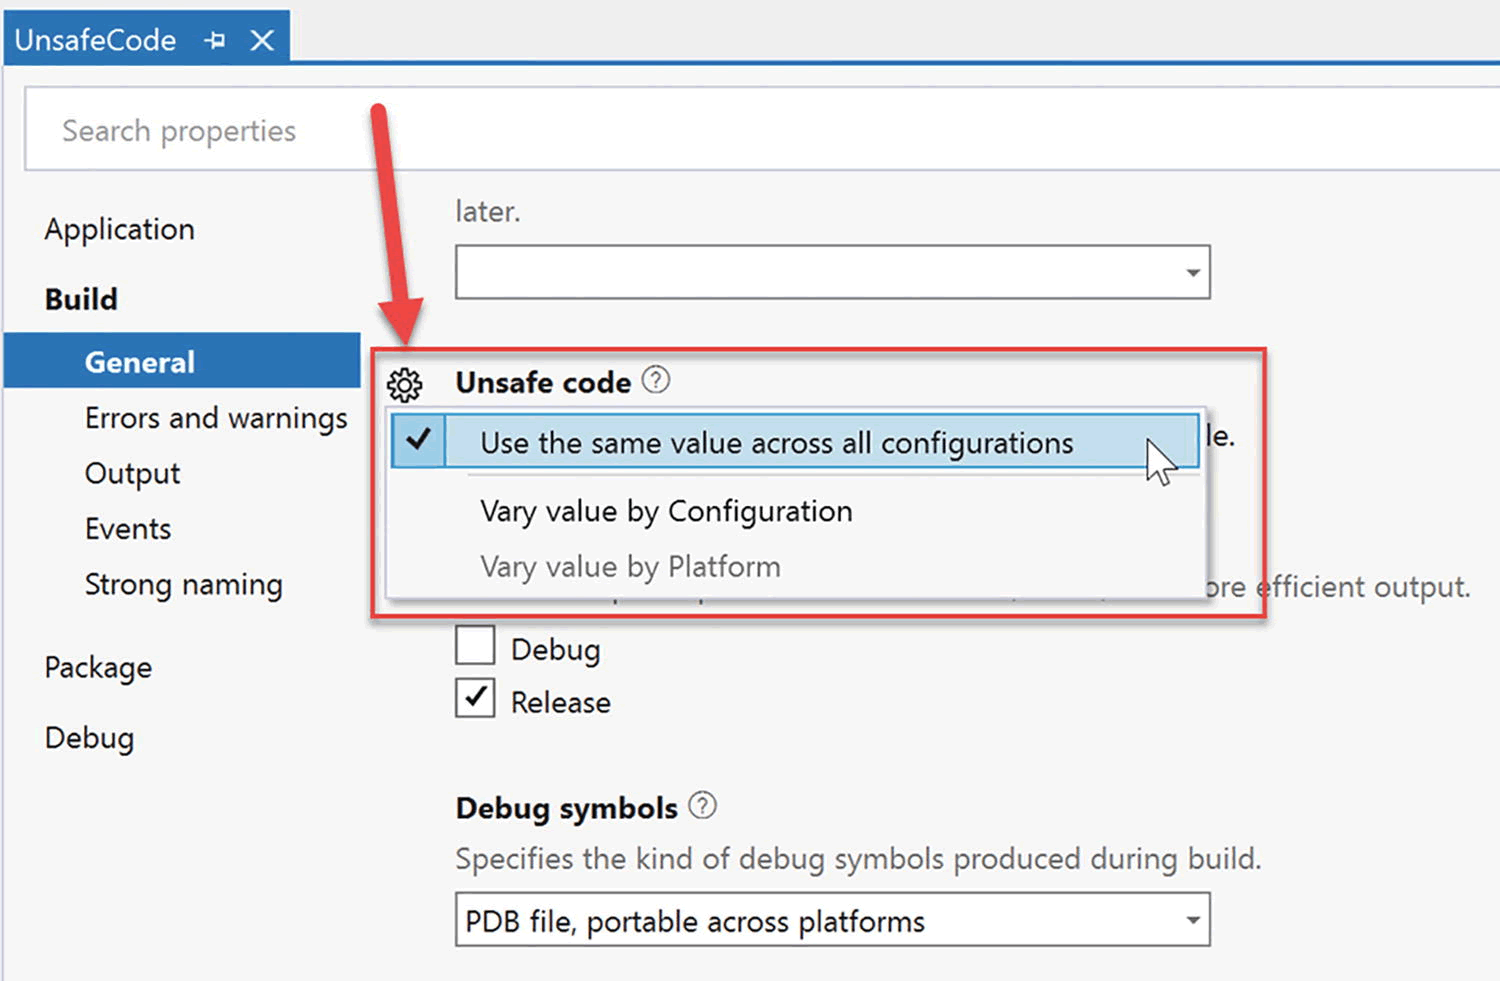 UnsafeCode
Search properties
Application
Build
General
Errors and warnings
Output
Events
Strong naming
Package
Debug
later.
Unsafe code
Use the same value across all configurations
le.
Vary value by Configuration
Vary value by Platform
ore efficient output.
Debug
Release
Debug symbols
Specifies the kind of debug symbols produced during build.
PDB file, portable across platforms